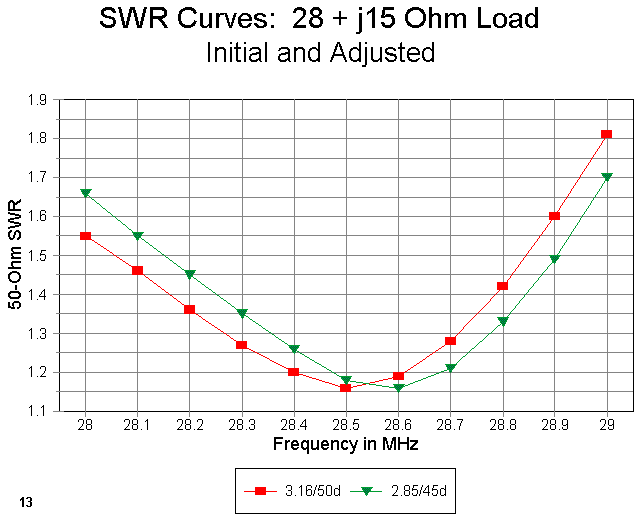 SWR Curves:  28 + j15 Ohm Load
Initial and Adjusted
1.9
1.8
1.7
1.6
1.5
1.4
1.3
1.2
1.1
50-Ohm SWR
28 28.1 28.2 28.3 28.4 28.5 28.6 28.7 28.8 28.9 29
Frequency in MHz
3.16/50d 2.85/45d
13